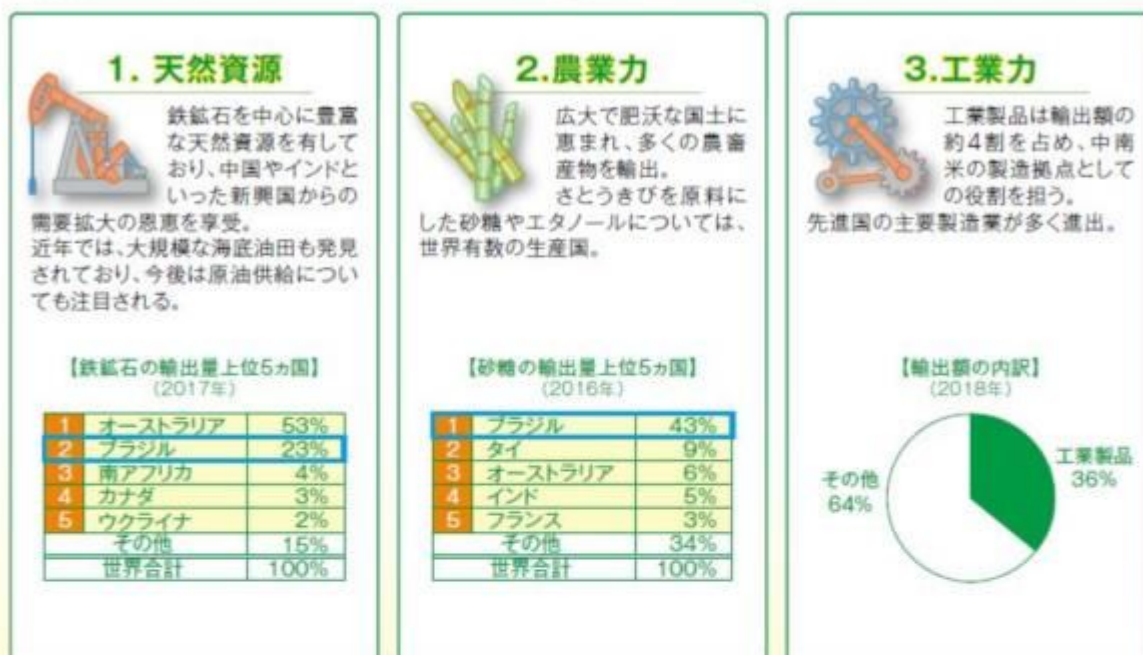 1. 天然資源
鉄鉱石を中心に豊富
な天然資源を有して
おり、中国やインドと
いった新興国からの
需要拡大の恩恵を享受。
近年では、大規模な海底油田も発見
されており、今後は原油供給につい
ても注目される。
【鉄鉱石の輸出量上位5ヵ国】
(2017年)
1 オーストラリア 53%
2 ブラジル 23%
3 南アフリカ 4%
4 カナダ 3%
5 ウクライナ 2%
その他 15%
世界合計 100%
2.農業力
広大で肥沃な国土に
恵まれ、多くの農畜
産物を輸出。
さとうきびを原料に
した砂糖やエタノールについては、
世界有数の生産国。
【砂糖の輸出量上位5ヵ国】
(2016年)
1 ブラジル 43%
2 タイ 9%
3 オーストラリア 6%
4 インド 5%
5 フランス 3%
その他 34%
世界合計 100%
3.工業力
工業製品は輸出額の
約4割を占め、中南
米の製造拠点として
の役割を担う。
先進国の主要製造業が多く進出。
【輸出額の内訳】
(2018年)
工業製品
36%
その他
64%